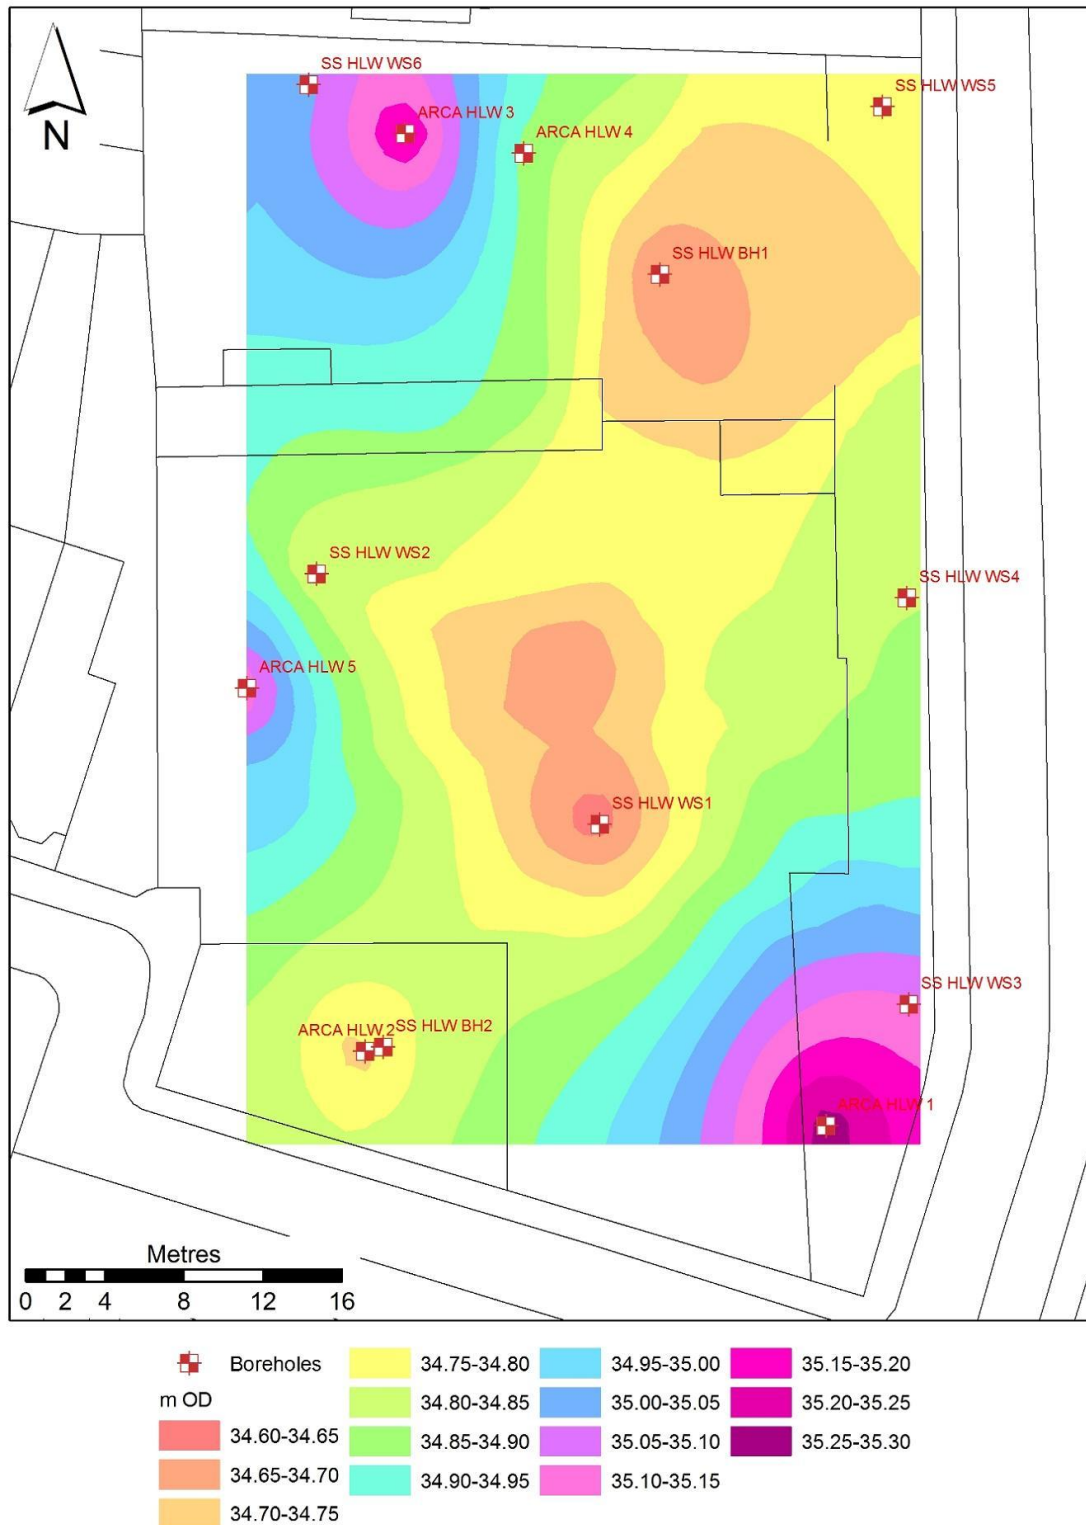 SS HLW WS6
SS HLW WS5
ARCA HLW 3
ARCA HLW 4
N
SS HLW BH1
SS HLW WS2
SS HLW WS4
ARCA HLW 5
SS HLW WS1
SS HLW WS3
ARCA HLW 2
SS HLW BH2
ARCA HLW 1
Metres
0 2 4 8 12 16
Boreholes
m OD
34.60-34.65
34.65-34.70
34.70-34.75
34.75-34.80
34.80-34.85
34.85-34.90
34.90-34.95
34.95-35.00
35.00-35.05
35.05-35.10
35.10-35.15
35.15-35.20
35.20-35.25
35.25-35.30